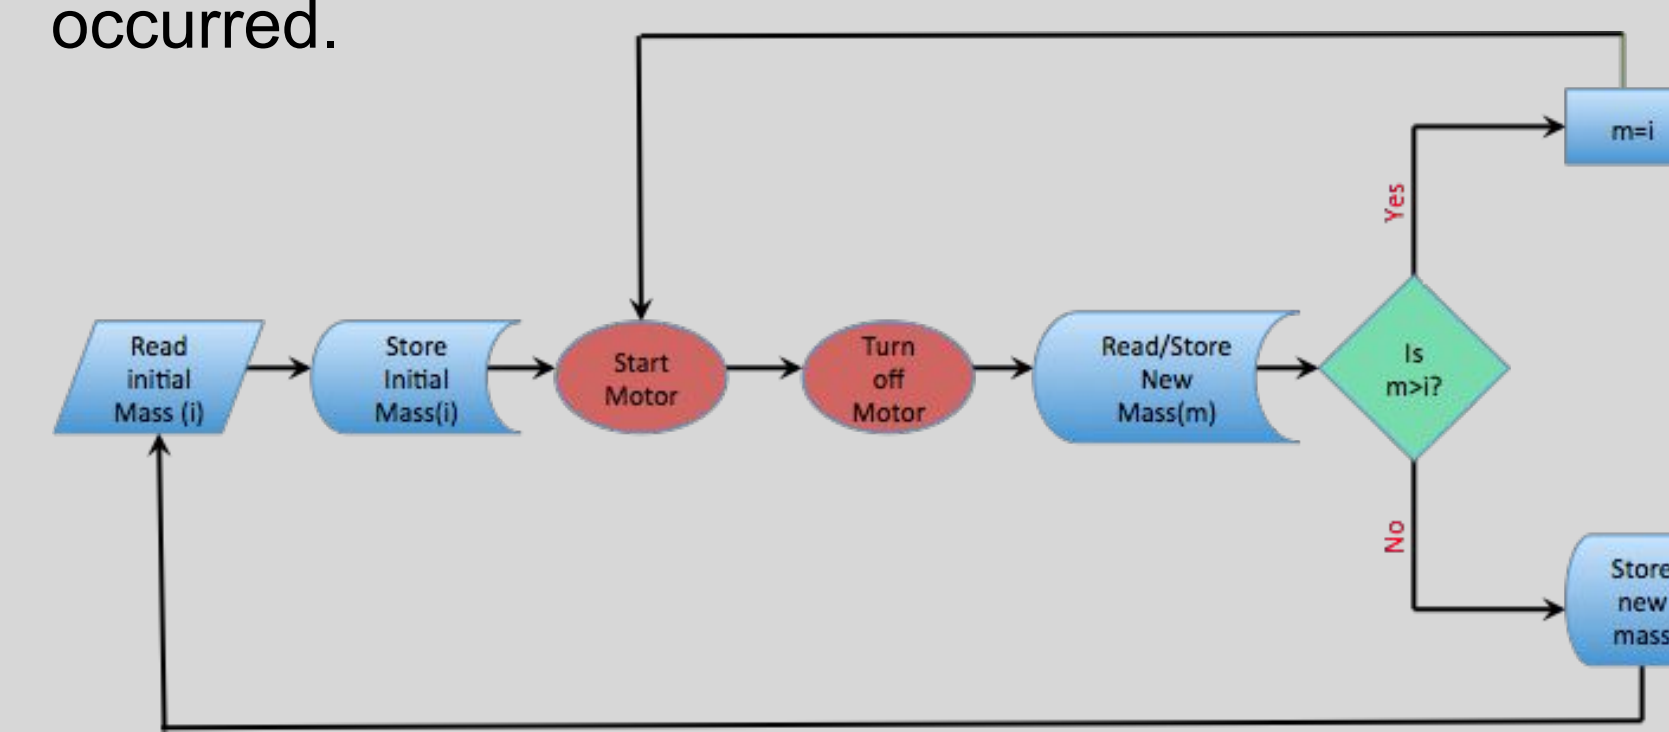 occurred.
Read
initial
Mass (i)
Store
Initial
Mass(i)
Start
Motor
Turn
off
Motor
Read/Store
New
Mass(m)
Is
m>i?
Yes
m=i
No
Store
new
mass